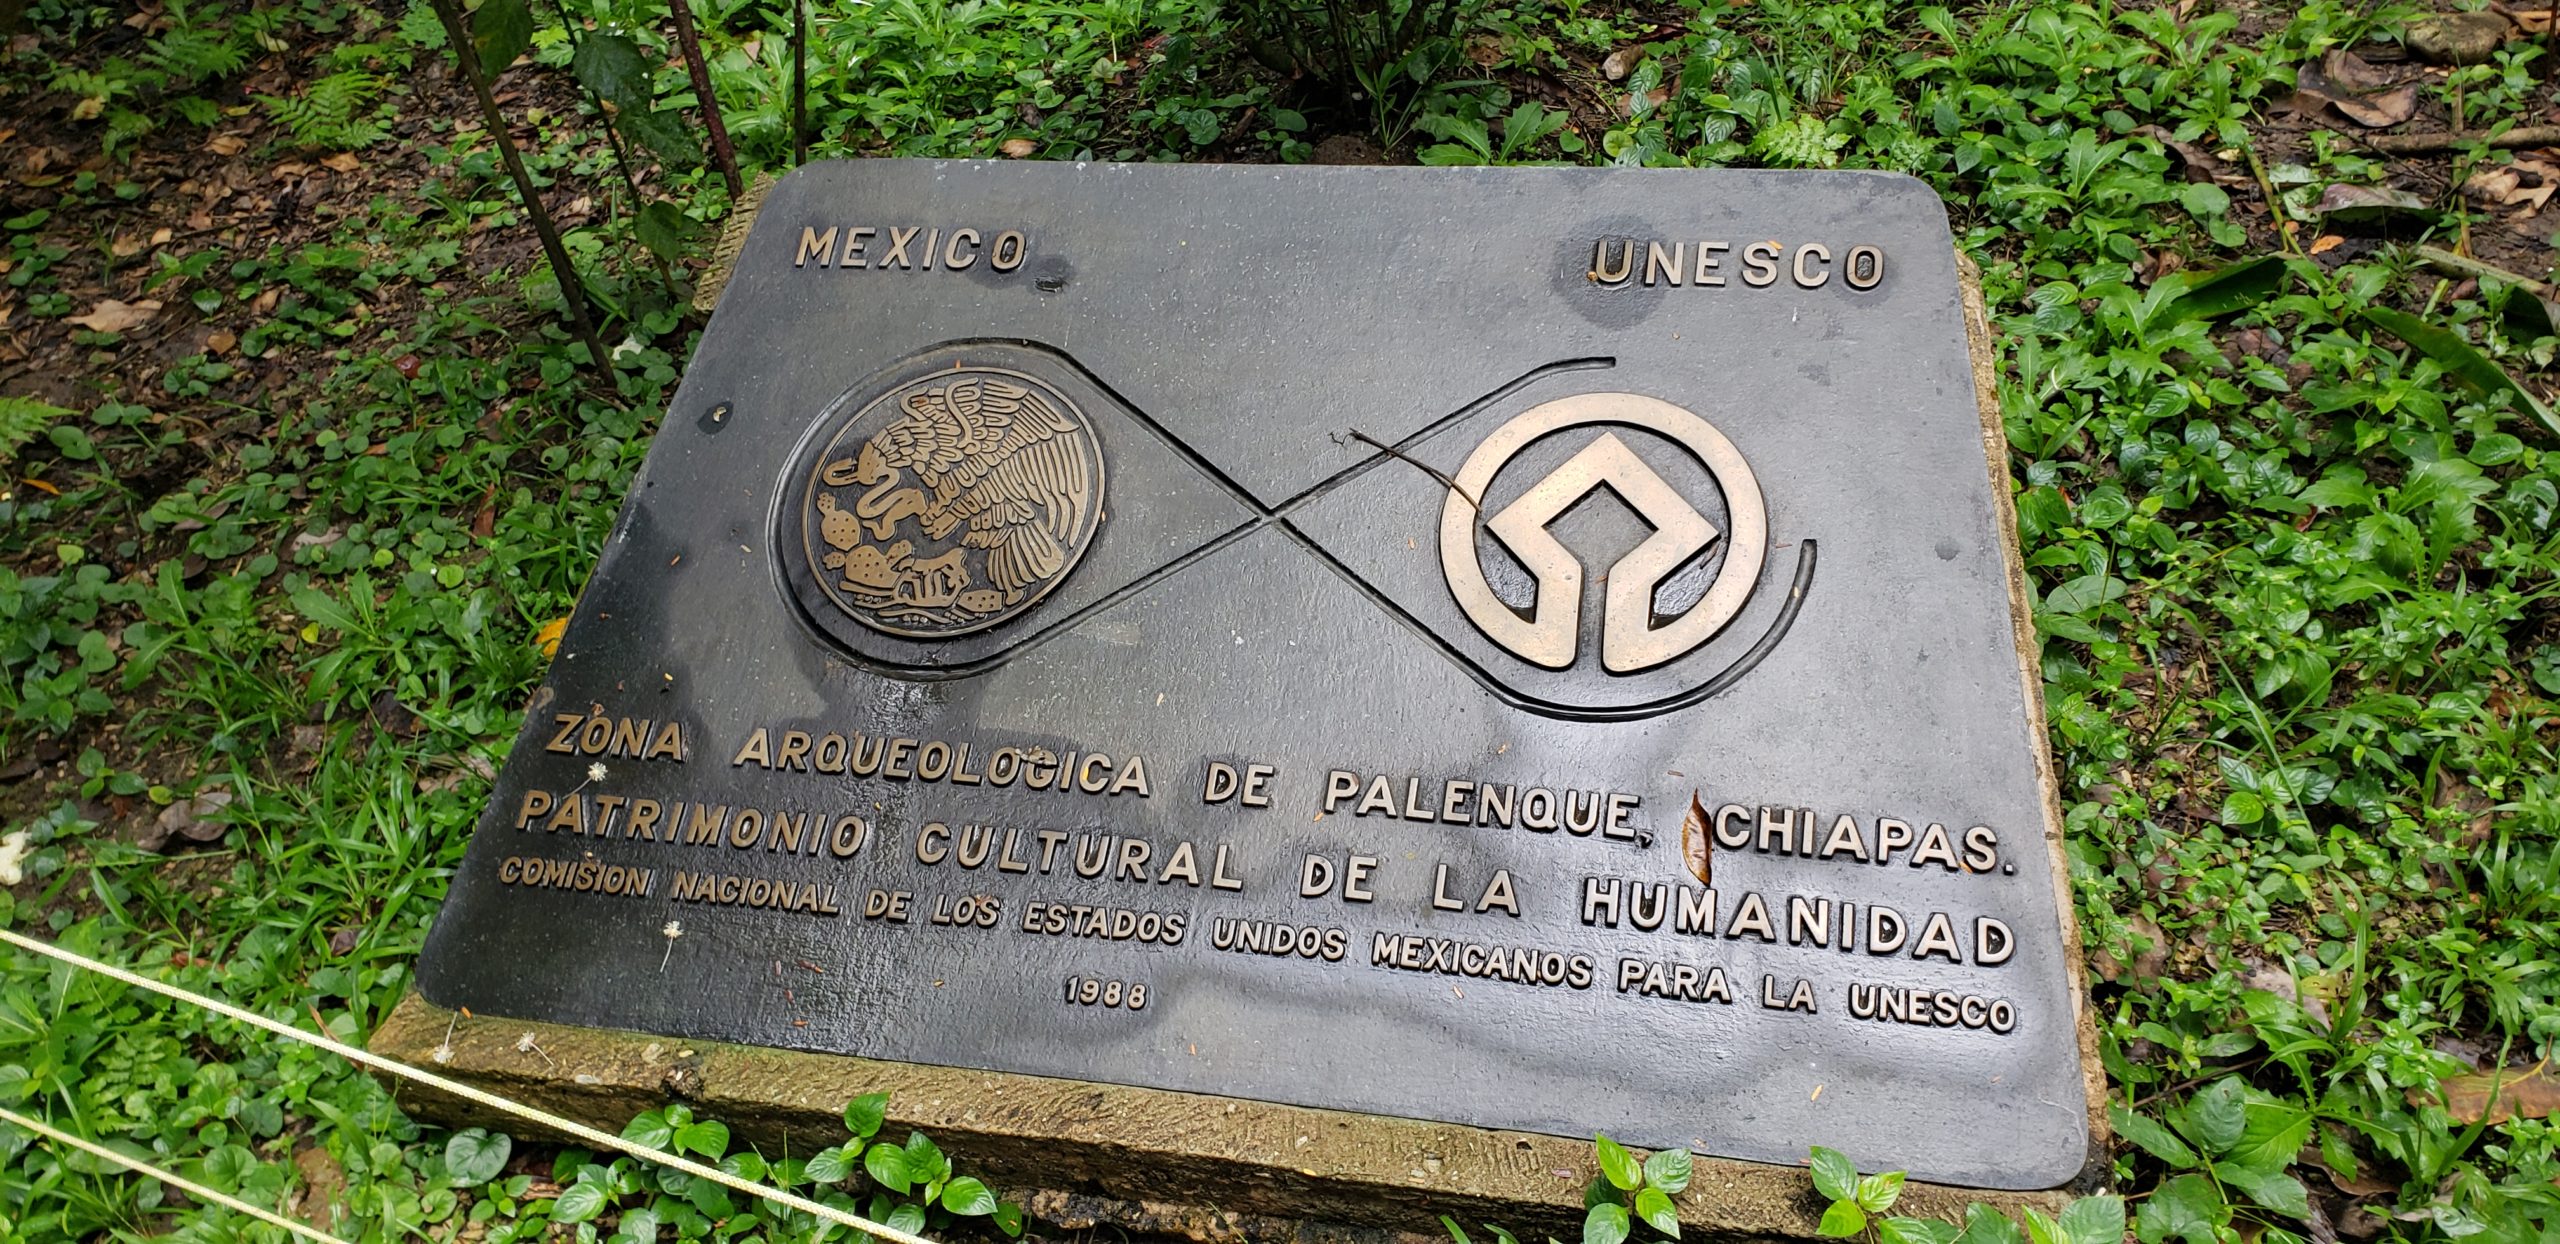 MEXICO UNESCO
ZONA ARQUEOLOGICA DE PALENQUE, CHIAPAS.
PATRIMONIO CULTURAL DE LA HUMANIDAD
COMISION NACIONAL DE LOS ESTADOS UNIDOS MEXICANOS PARA LA UNESCO
1988